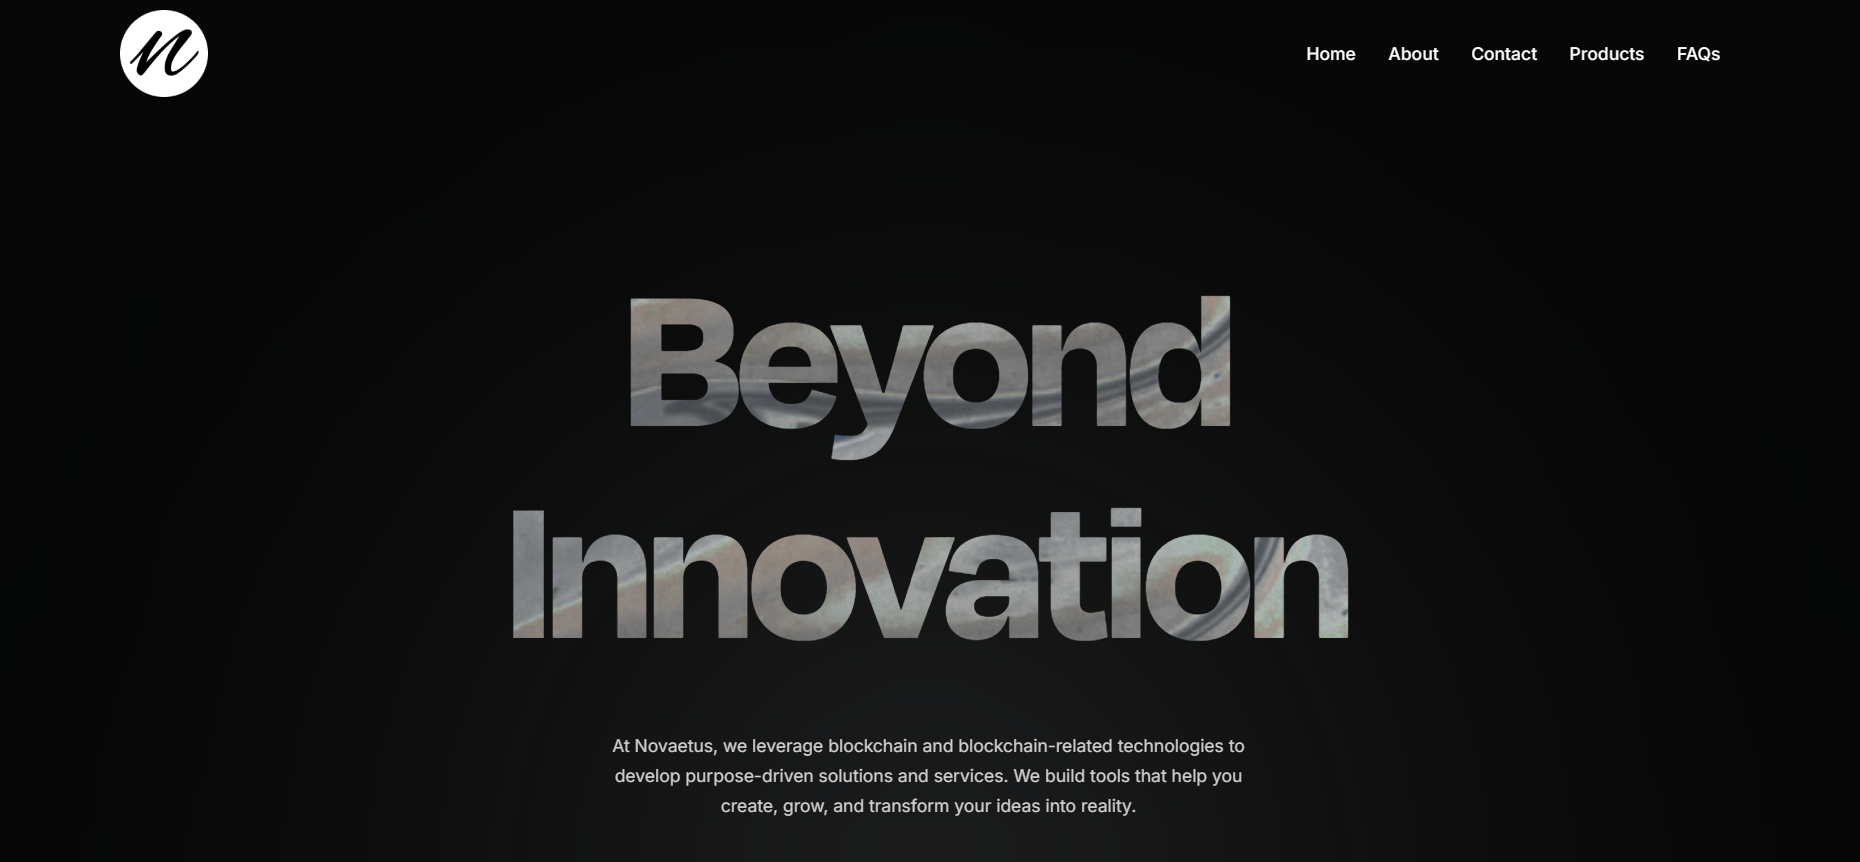 n
Home About Contact Products FAQs
Beyond
Innovation
At Novaetus, we leverage blockchain and blockchain-related technologies to
develop purpose-driven solutions and services. We build tools that help you
create, grow, and transform your ideas into reality.